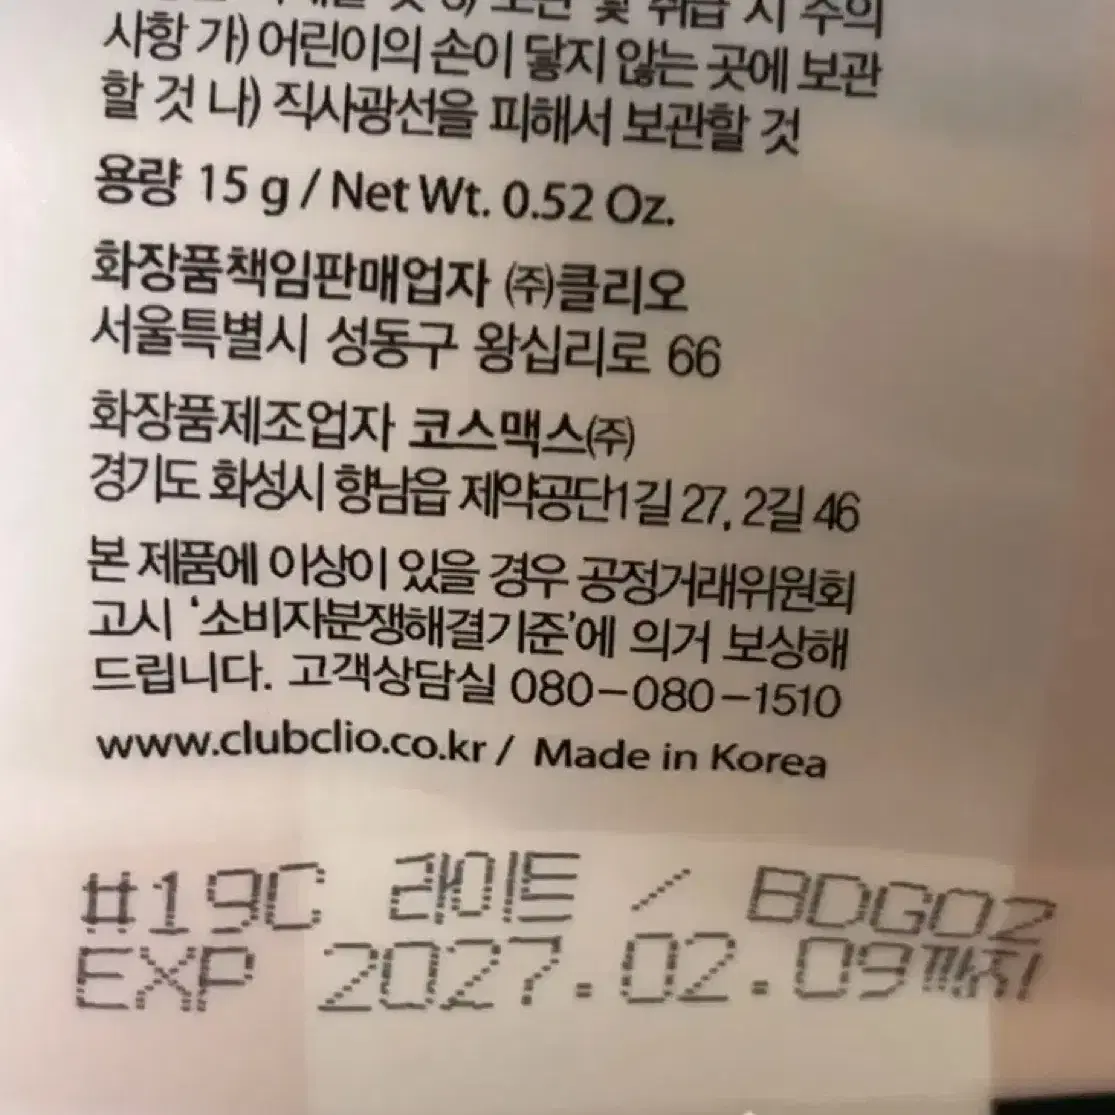 보관 및 취급 시 주의
사항 가) 어린이의 손이 닿지 않는 곳에 보관
할 것 나) 직사광선을 피해서 보관할 것
용량 15 g / Net Wt. 0.52 Oz.
화장품책임판매업자 ㈜클리오
서울특별시 성동구 왕십리로 66
화장품제조업자 코스맥스㈜
경기도 화성시 향남읍 제약공단1길 27, 2길 46
본 제품에 이상이 있을 경우 공정거래위원회
고시 ‘소비자분쟁해결기준’에 의거 보상해
드립니다. 고객상담실 080-080-1510
www.clubclio.co.kr / Made in Korea
#19C 라이트 / BDG02
EXP 2027.02.09까지